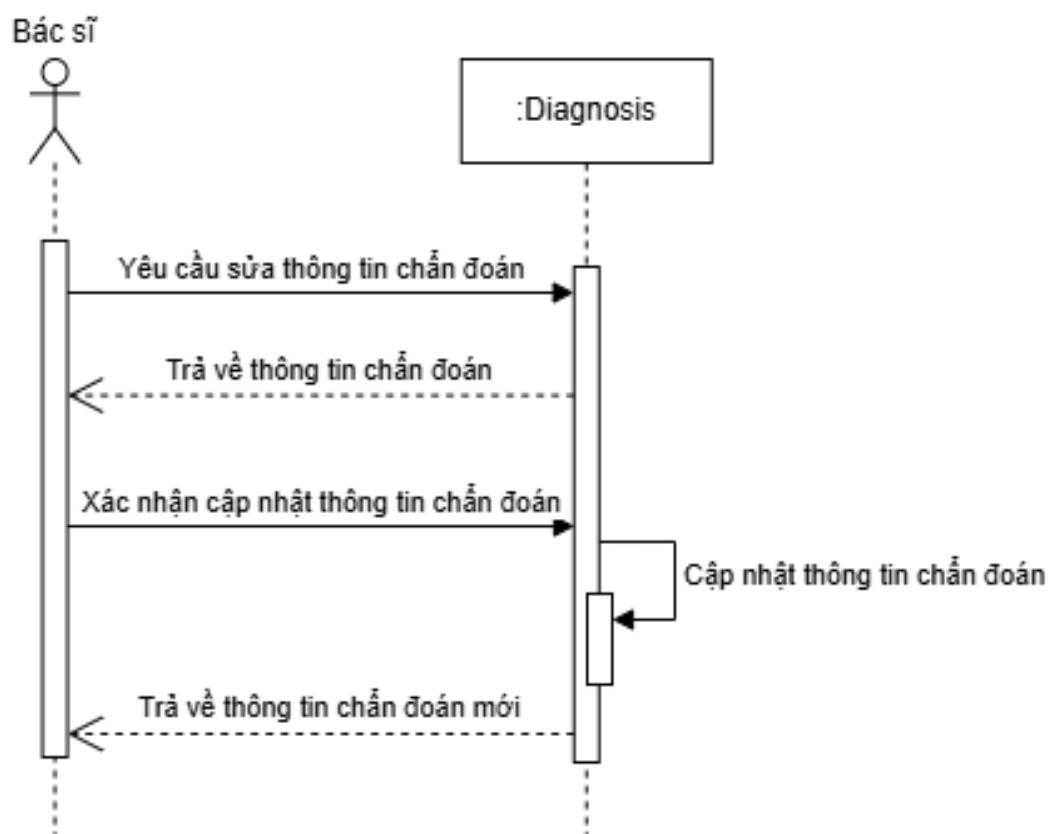 Bác sĩ
:Diagnosis
Yêu cầu sửa thông tin chẩn đoán
Trả về thông tin chẩn đoán
Xác nhận cập nhật thông tin chẩn đoán
Cập nhật thông tin chẩn đoán
Trả về thông tin chẩn đoán mới